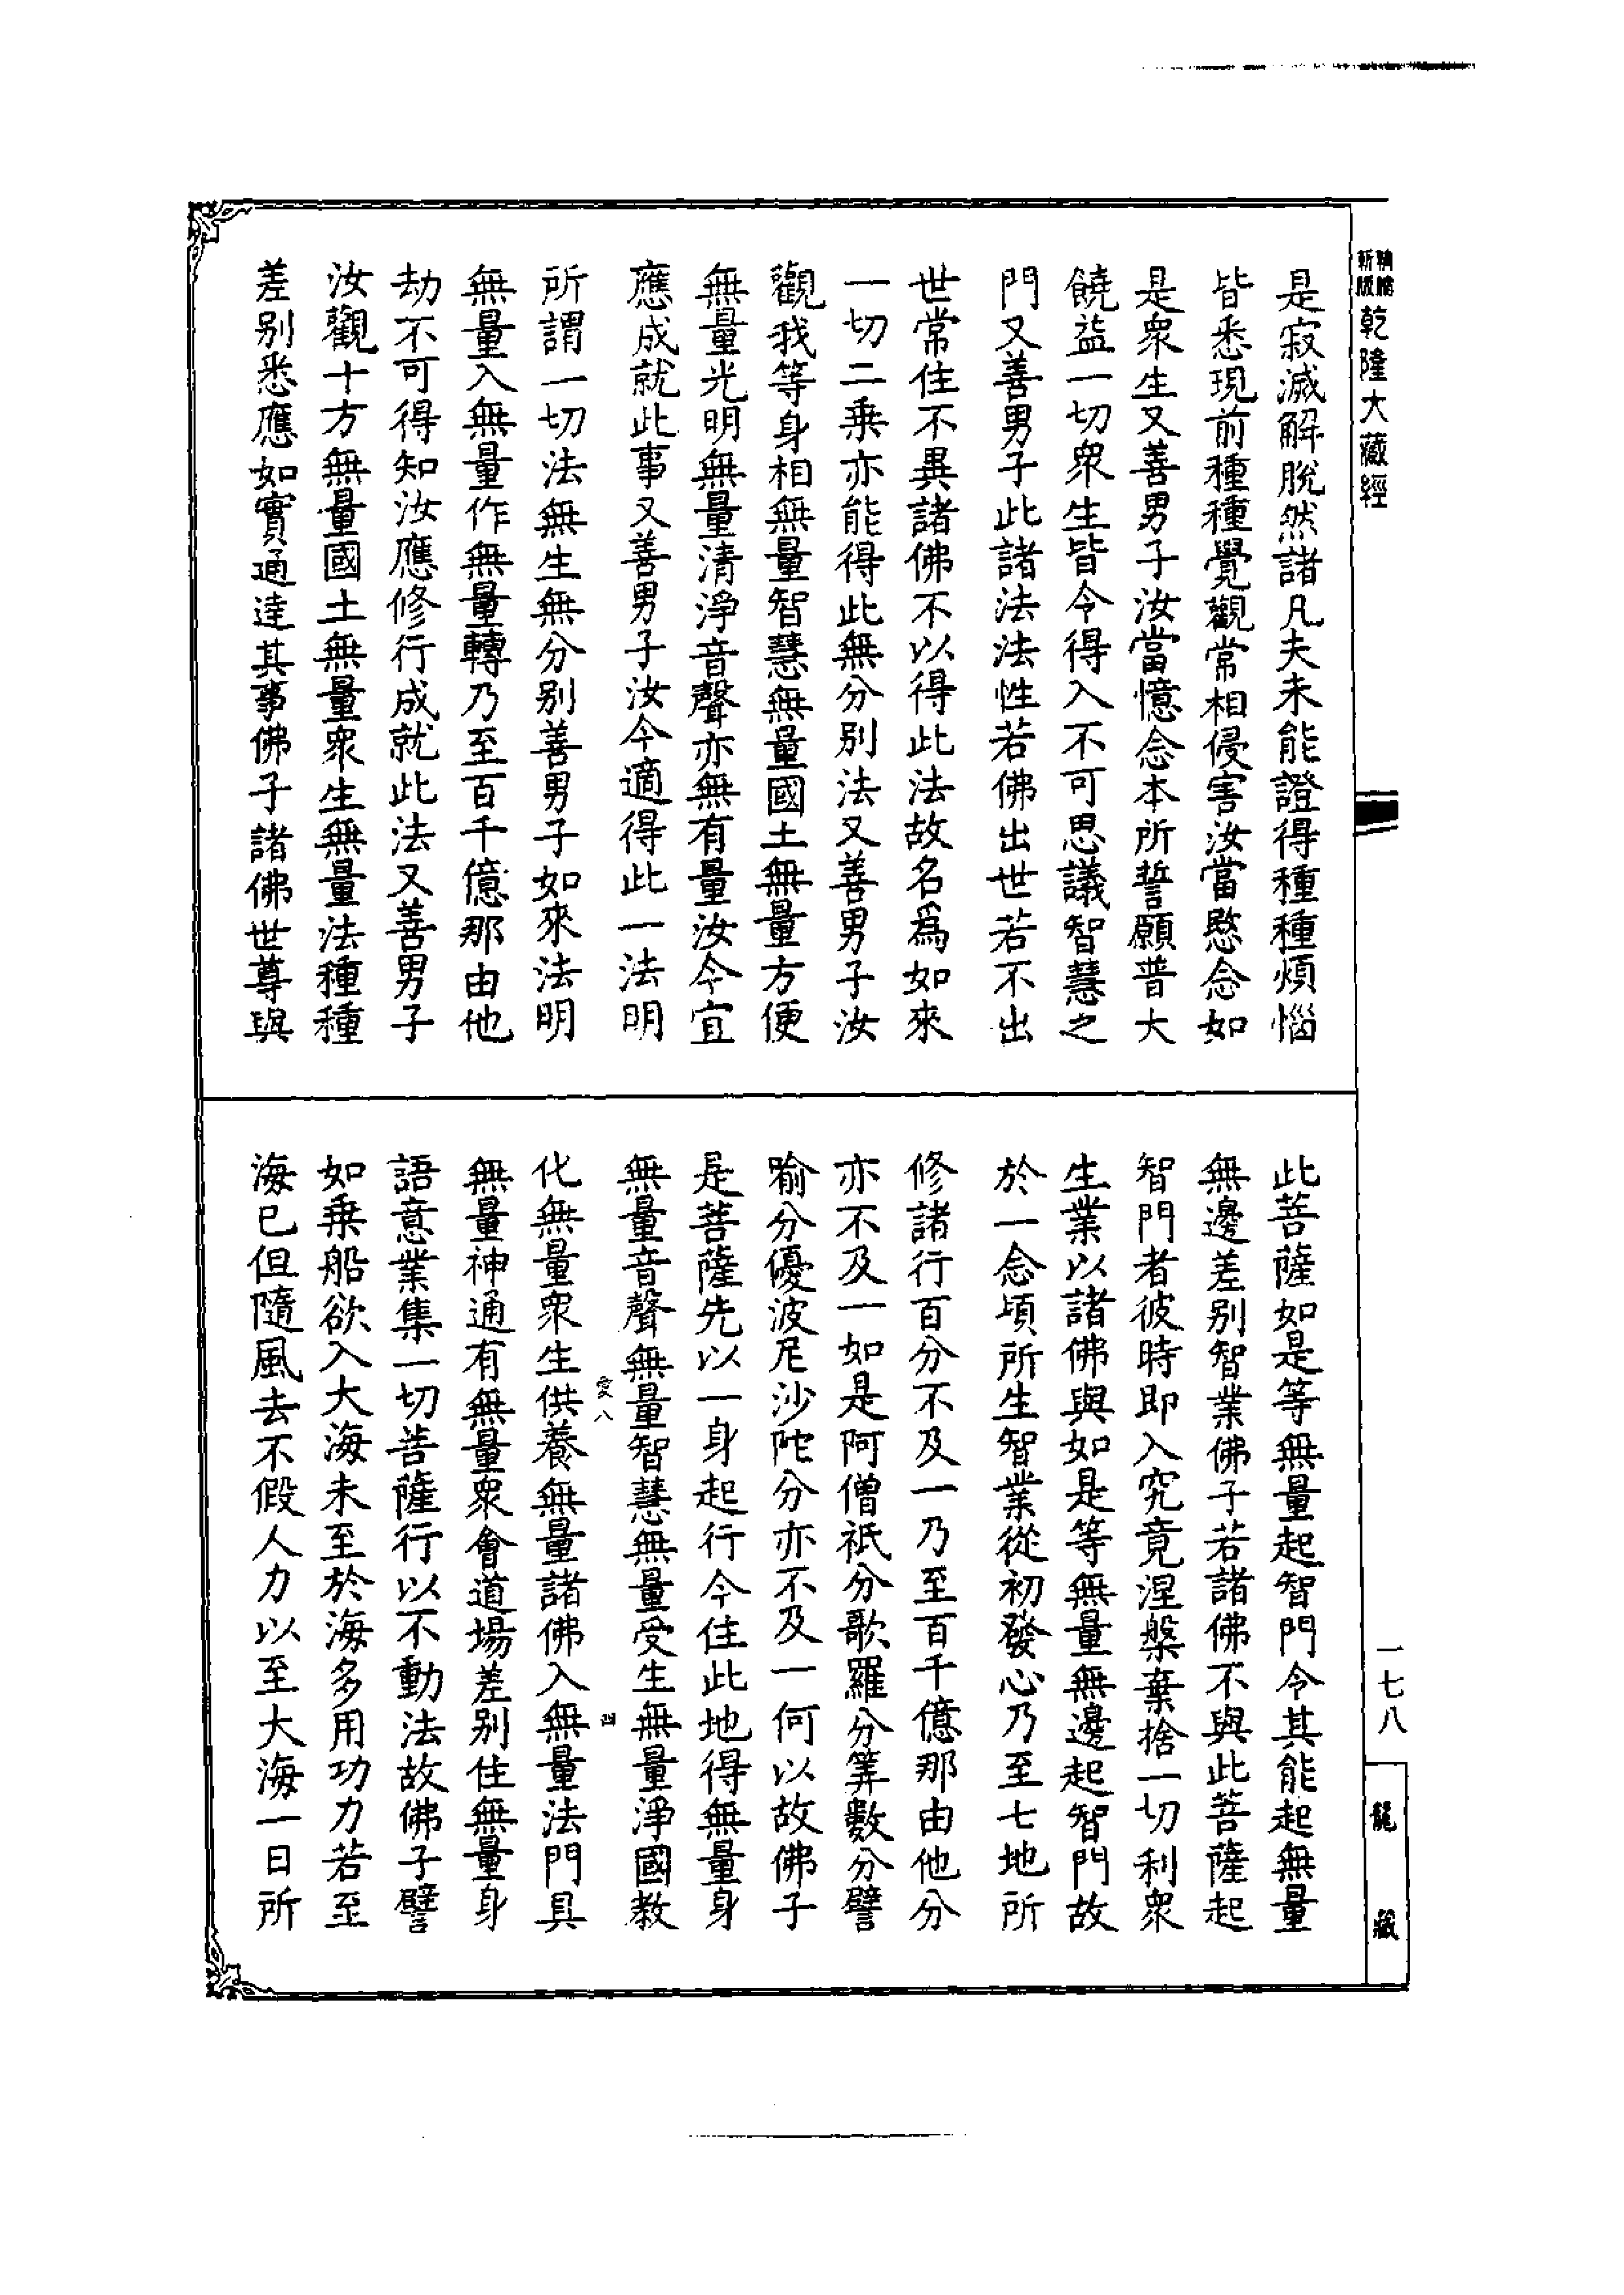 乾隆大藏經
是寂滅解脫然諸凡夫未能證得種種煩惱
皆悉現前種種覺觀常相侵害汝當愍念如
是衆生又善男子汝當憶念本所誓願普大
饒益一切衆生皆令得入不可思議智慧之
門又善男子此諸法法性若佛出世若不出
世常住不異諸佛不以得此法故名爲如來
一切二乗亦能得此無分別法又善男子汝
觀我等身相無量智慧無量國土無量方便
無量光明無量清淨音聲亦無有量汝今宜
應成就此事又善男子汝今適得此一法明
所謂一切法無生無分別善男子如來法明
無量入無量作無量轉乃至百千億那由他
劫不可得知汝應修行成就此法又善男子
汝觀十方無量國土無量衆生無量法種種
差別悉應如實通達其事佛子諸佛世尊與
此菩薩如是等無量起智門令其能起無量
無邊差別智業佛子若諸佛不與此菩薩起
智門者彼時即入究竟涅槃棄捨一切利衆
生業以諸佛與如是等無量無邊起智門故
於一念頃所生智業從初發心乃至七地所
修諸行百分不及一乃至百千億那由他分
亦不及一如是阿僧祇分歌羅分筭數分譬
喻分優波尼沙陀分亦不及一何以故佛子
是菩薩先以一身起行今住此地得無量身
無量音聲無量智慧無量受生無量淨國教
化無量衆生供養無量諸佛入無量法門具
無量神通有無量衆會道場差別住無量身
語意業集一切菩薩行以不動法故佛子譬
如乗船欲入大海未至於海多用功力若至
海已但隨風去不假人力以至大海一日所
愛八
四
一七八
龍藏